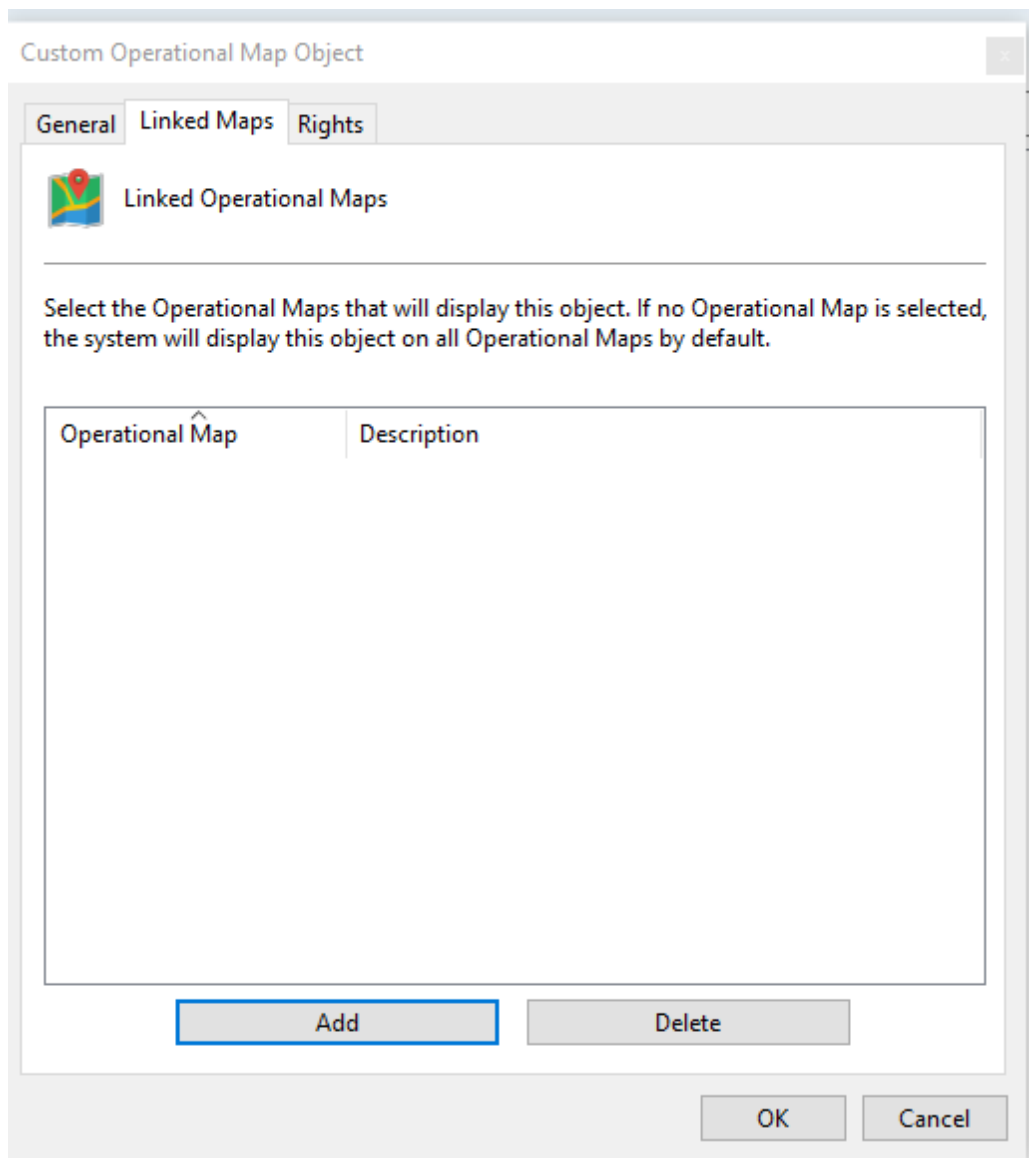 Custom Operational Map Object
x
General Linked Maps Rights
Linked Operational Maps
Select the Operational Maps that will display this object. If no Operational Map is selected,
the system will display this object on all Operational Maps by default.
Operational Map Description
Add Delete
OK Cancel